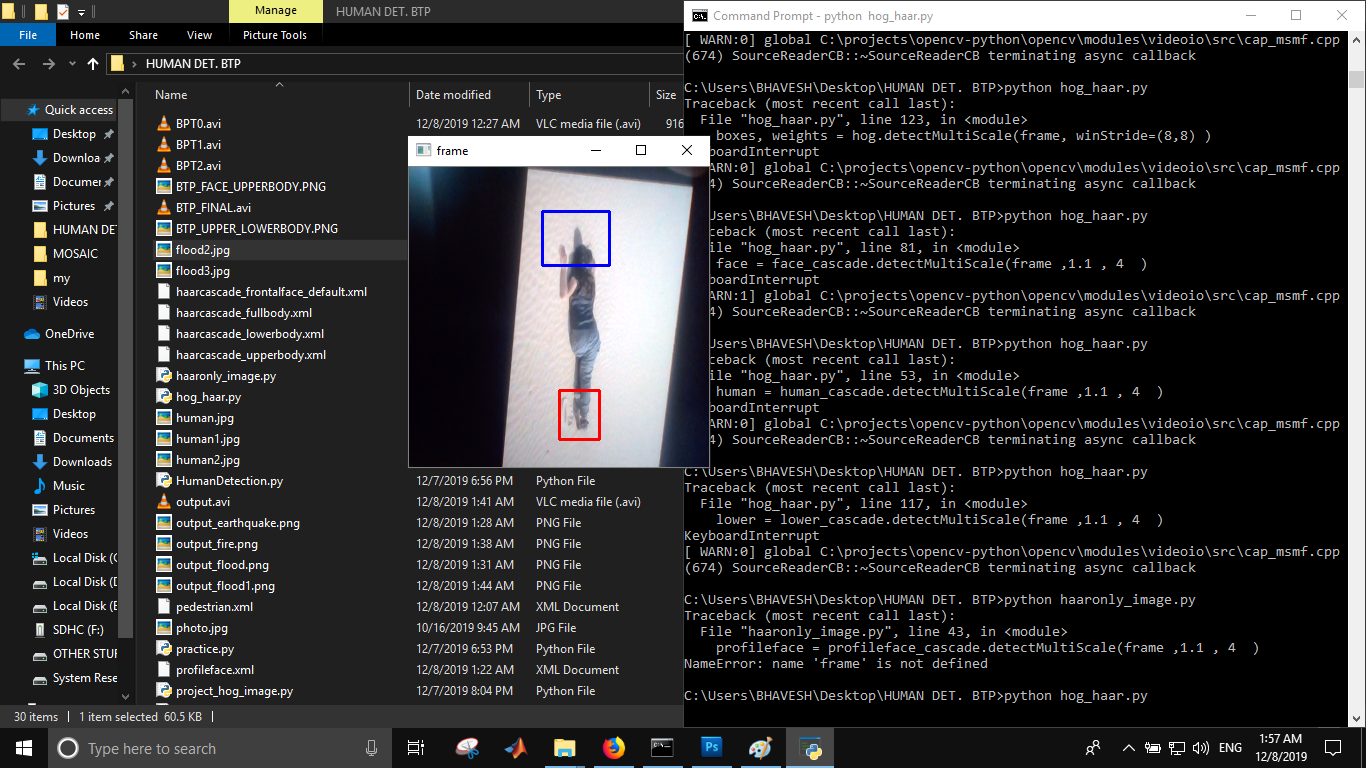 Manage
HUMAN DET. BTP
File
Home
Share
View
Picture Tools
HUMAN DET. BTP
Quick access
Desktop
Downloa
Documen
Pictures
HUMAN DE
MOSAIC
my
Videos
OneDrive
This PC
3D Objects
Desktop
Documents
Downloads
Music
Pictures
Videos
Local Disk (C
Local Disk (D
Local Disk (E
SDHC (F:)
OTHER STUF
System Rese
Name Date modified Type Size
BPT0.avi 12/8/2019 12:27 AM VLC media file (.avi) 916
BPT1.avi
BPT2.avi
BTP_FACE_UPPERBODY.PNG
BTP_FINAL.avi
BTP_UPPER_LOWERBODY.PNG
flood2.jpg
flood3.jpg
haarcascade_frontalface_default.xml
haarcascade_fullbody.xml
haarcascade_lowerbody.xml
haarcascade_upperbody.xml
haaronly_image.py
hog_haar.py
human.jpg
human1.jpg
human2.jpg
HumanDetection.py 12/7/2019 6:56 PM Python File
output.avi 12/8/2019 1:41 AM VLC media file (.avi)
output_earthquake.png 12/8/2019 1:28 AM PNG File
output_fire.png 12/8/2019 1:38 AM PNG File
output_flood.png 12/8/2019 1:31 AM PNG File
output_flood1.png 12/8/2019 1:44 AM PNG File
pedestrian.xml 12/8/2019 12:07 AM XML Document
photo.jpg 10/16/2019 9:45 AM JPG File
practice.py 12/7/2019 6:53 PM Python File
profileface.xml 12/8/2019 1:22 AM XML Document
project_hog_image.py 12/7/2019 8:04 PM Python File
30 items
1 item selected 60.5 KB
frame
Command Prompt - python hog_haar.py
[ WARN:0] global C:\projects\opencv-python\opencv\modules\videoio\src\cap_msmf.cpp
(674) SourceReaderCB::~SourceReaderCB terminating async callback
C:\Users\BHAVESH\Desktop\HUMAN DET. BTP>python hog_haar.py
Traceback (most recent call last):
File "hog_haar.py", line 123, in <module>
boxes, weights = hog.detectMultiScale(frame, winStride=(8,8) )
boardInterrupt
WARN:0] global C:\projects\opencv-python\opencv\modules\videoio\src\cap_msmf.cpp
4) SourceReaderCB::~SourceReaderCB terminating async callback
Users\BHAVESH\Desktop\HUMAN DET. BTP>python hog_haar.py
ceback (most recent call last):
ile "hog_haar.py", line 81, in <module>
face = face_cascade.detectMultiScale(frame ,1.1 , 4 )
boardInterrupt
WARN:1] global C:\projects\opencv-python\opencv\modules\videoio\src\cap_msmf.cpp
4) SourceReaderCB::~SourceReaderCB terminating async callback
Users\BHAVESH\Desktop\HUMAN DET. BTP>python hog_haar.py
ceback (most recent call last):
ile "hog_haar.py", line 53, in <module>
human = human_cascade.detectMultiScale(frame ,1.1 , 4 )
boardInterrupt
WARN:0] global C:\projects\opencv-python\opencv\modules\videoio\src\cap_msmf.cpp
4) SourceReaderCB::~SourceReaderCB terminating async callback
Users\BHAVESH\Desktop\HUMAN DET. BTP>python hog_haar.py
Traceback (most recent call last):
File "hog_haar.py", line 117, in <module>
lower = lower_cascade.detectMultiScale(frame ,1.1 , 4 )
KeyboardInterrupt
[ WARN:0] global C:\projects\opencv-python\opencv\modules\videoio\src\cap_msmf.cpp
(674) SourceReaderCB::~SourceReaderCB terminating async callback
C:\Users\BHAVESH\Desktop\HUMAN DET. BTP>python haaronly_image.py
Traceback (most recent call last):
File "haaronly_image.py", line 43, in <module>
profileface = profileface_cascade.detectMultiScale(frame ,1.1 , 4 )
NameError: name 'frame' is not defined
C:\Users\BHAVESH\Desktop\HUMAN DET. BTP>python hog_haar.py
Type here to search
Ps
ENG
1:57 AM
12/8/2019